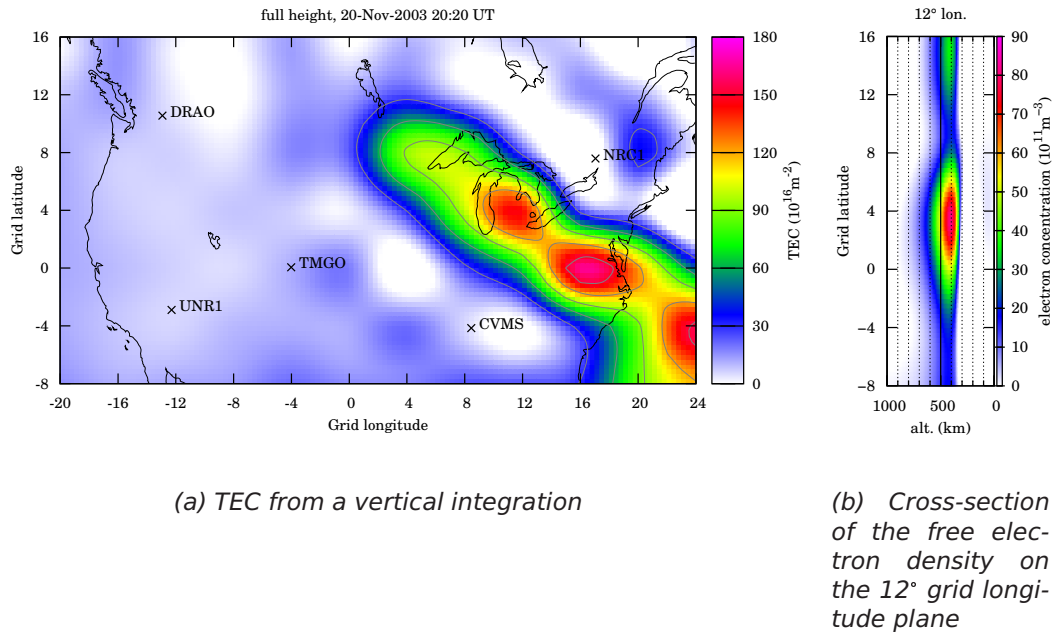 full height, 20-Nov-2003 20:20 UT
16
12
8
4
0
−4
−8
Grid latitude
-20 -16 -12 -8 -4 0 4 8 12 16 20 24
Grid longitude
DRAO
NRC1
TMGO
UNR1
CVMS
180
150
120
90
60
30
0
TEC (10¹⁶m⁻²)
(a) TEC from a vertical integration
12° lon.
16
12
8
4
0
−4
−8
Grid latitude
1000 500 0
alt. (km)
90
80
70
60
50
40
30
20
10
0
electron concentration (10¹¹m⁻³)
(b) Cross-section
of the free elec-
tron density on
the 12° grid longi-
tude plane